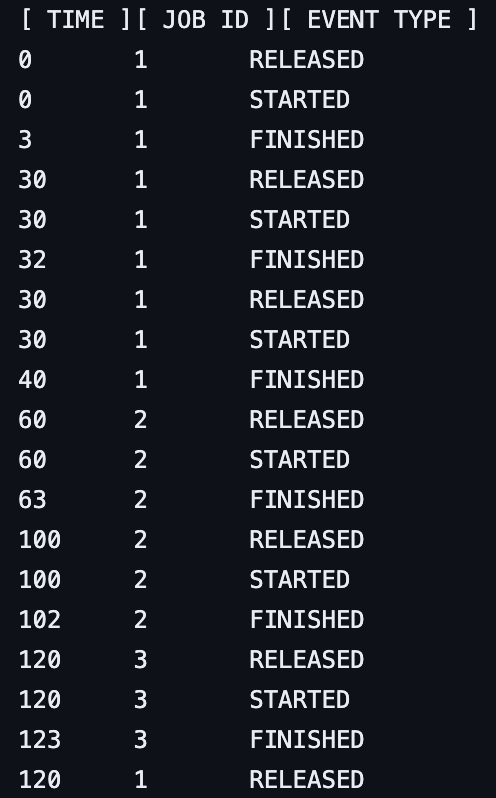 [ TIME ][ JOB ID ][ EVENT TYPE ]
0 1 RELEASED
0 1 STARTED
3 1 FINISHED
30 1 RELEASED
30 1 STARTED
32 1 FINISHED
30 1 RELEASED
30 1 STARTED
40 1 FINISHED
60 2 RELEASED
60 2 STARTED
63 2 FINISHED
100 2 RELEASED
100 2 STARTED
102 2 FINISHED
120 3 RELEASED
120 3 STARTED
123 3 FINISHED
120 1 RELEASED